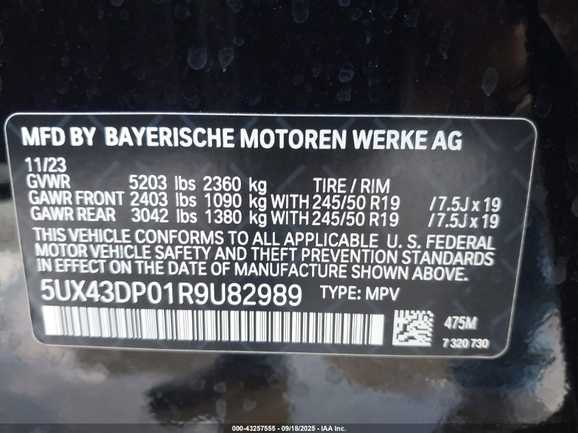 MFD BY BAYERISCHE MOTOREN WERKE AG
11/23
GVWR 5203 lbs 2360 kg TIRE / RIM
GAWR FRONT 2403 lbs 1090 kg WITH 245/50 R19 /7.5J x 19
GAWR REAR 3042 lbs 1380 kg WITH 245/50 R19 /7.5J x 19
THIS VEHICLE CONFORMS TO ALL APPLICABLE U. S. FEDERAL
MOTOR VEHICLE SAFETY AND THEFT PREVENTION STANDARDS
IN EFFECT ON THE DATE OF MANUFACTURE SHOWN ABOVE.
5UX43DP01R9U82989 TYPE: MPV
475M
7 320 730
000-43257555 - 09/18/2025 - IAA Inc.